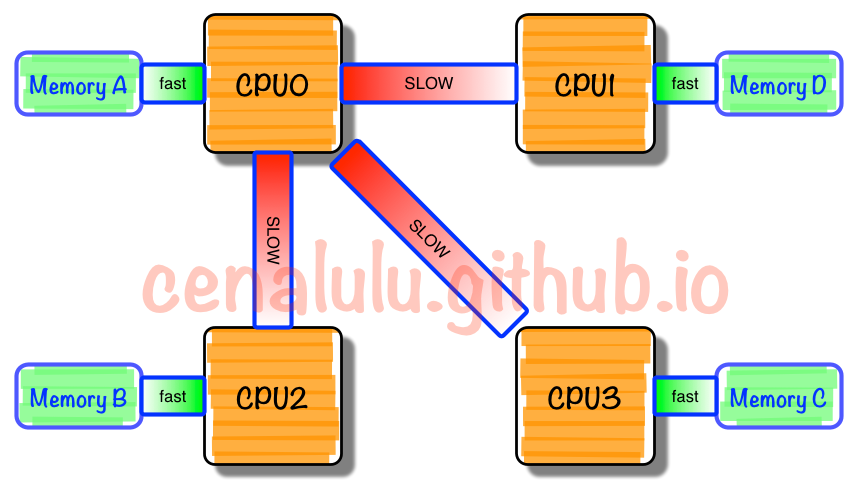 Memory A
fast
CPU0
SLOW
CPU1
fast
Memory D
SLOW
SLOW
cenalulu.github.io
Memory B
fast
CPU2
CPU3
fast
Memory C